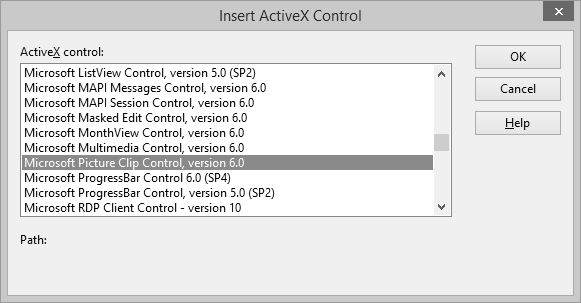 Insert ActiveX Control
ActiveX control:
Microsoft ListView Control, version 5.0 (SP2)
Microsoft MAPI Messages Control, version 6.0
Microsoft MAPI Session Control, version 6.0
Microsoft Masked Edit Control, version 6.0
Microsoft MonthView Control, version 6.0
Microsoft Multimedia Control, version 6.0
Microsoft Picture Clip Control, version 6.0
Microsoft ProgressBar Control 6.0 (SP4)
Microsoft ProgressBar Control, version 5.0 (SP2)
Microsoft RDP Client Control - version 10
OK
Cancel
Help
Path: